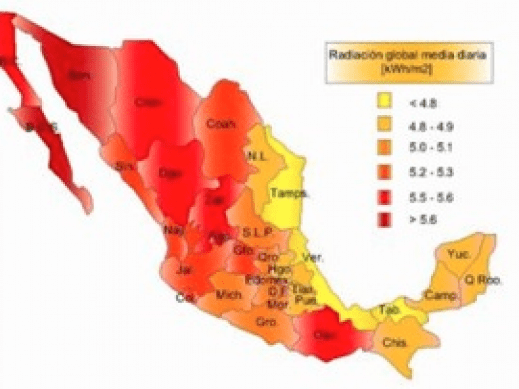 Radiación global media diaria
[kWh/m2]
< 4.8
4.8 - 4.9
5.0 - 5.1
5.2 - 5.3
5.5 - 5.6
> 5.6
Son.
Coah.
N.L.
Sin.
Dgo.
Tamps.
Zac.
Nay.
S.L.P.
Gto.
Qro.
Ver.
Hgo.
Jal.
Edomex
D.F.
Tlax.
Col.
Mich.
Mor.
Pue.
Gro.
Oax.
Tab.
Chis.
Camp.
Yuc.
Q Roo.